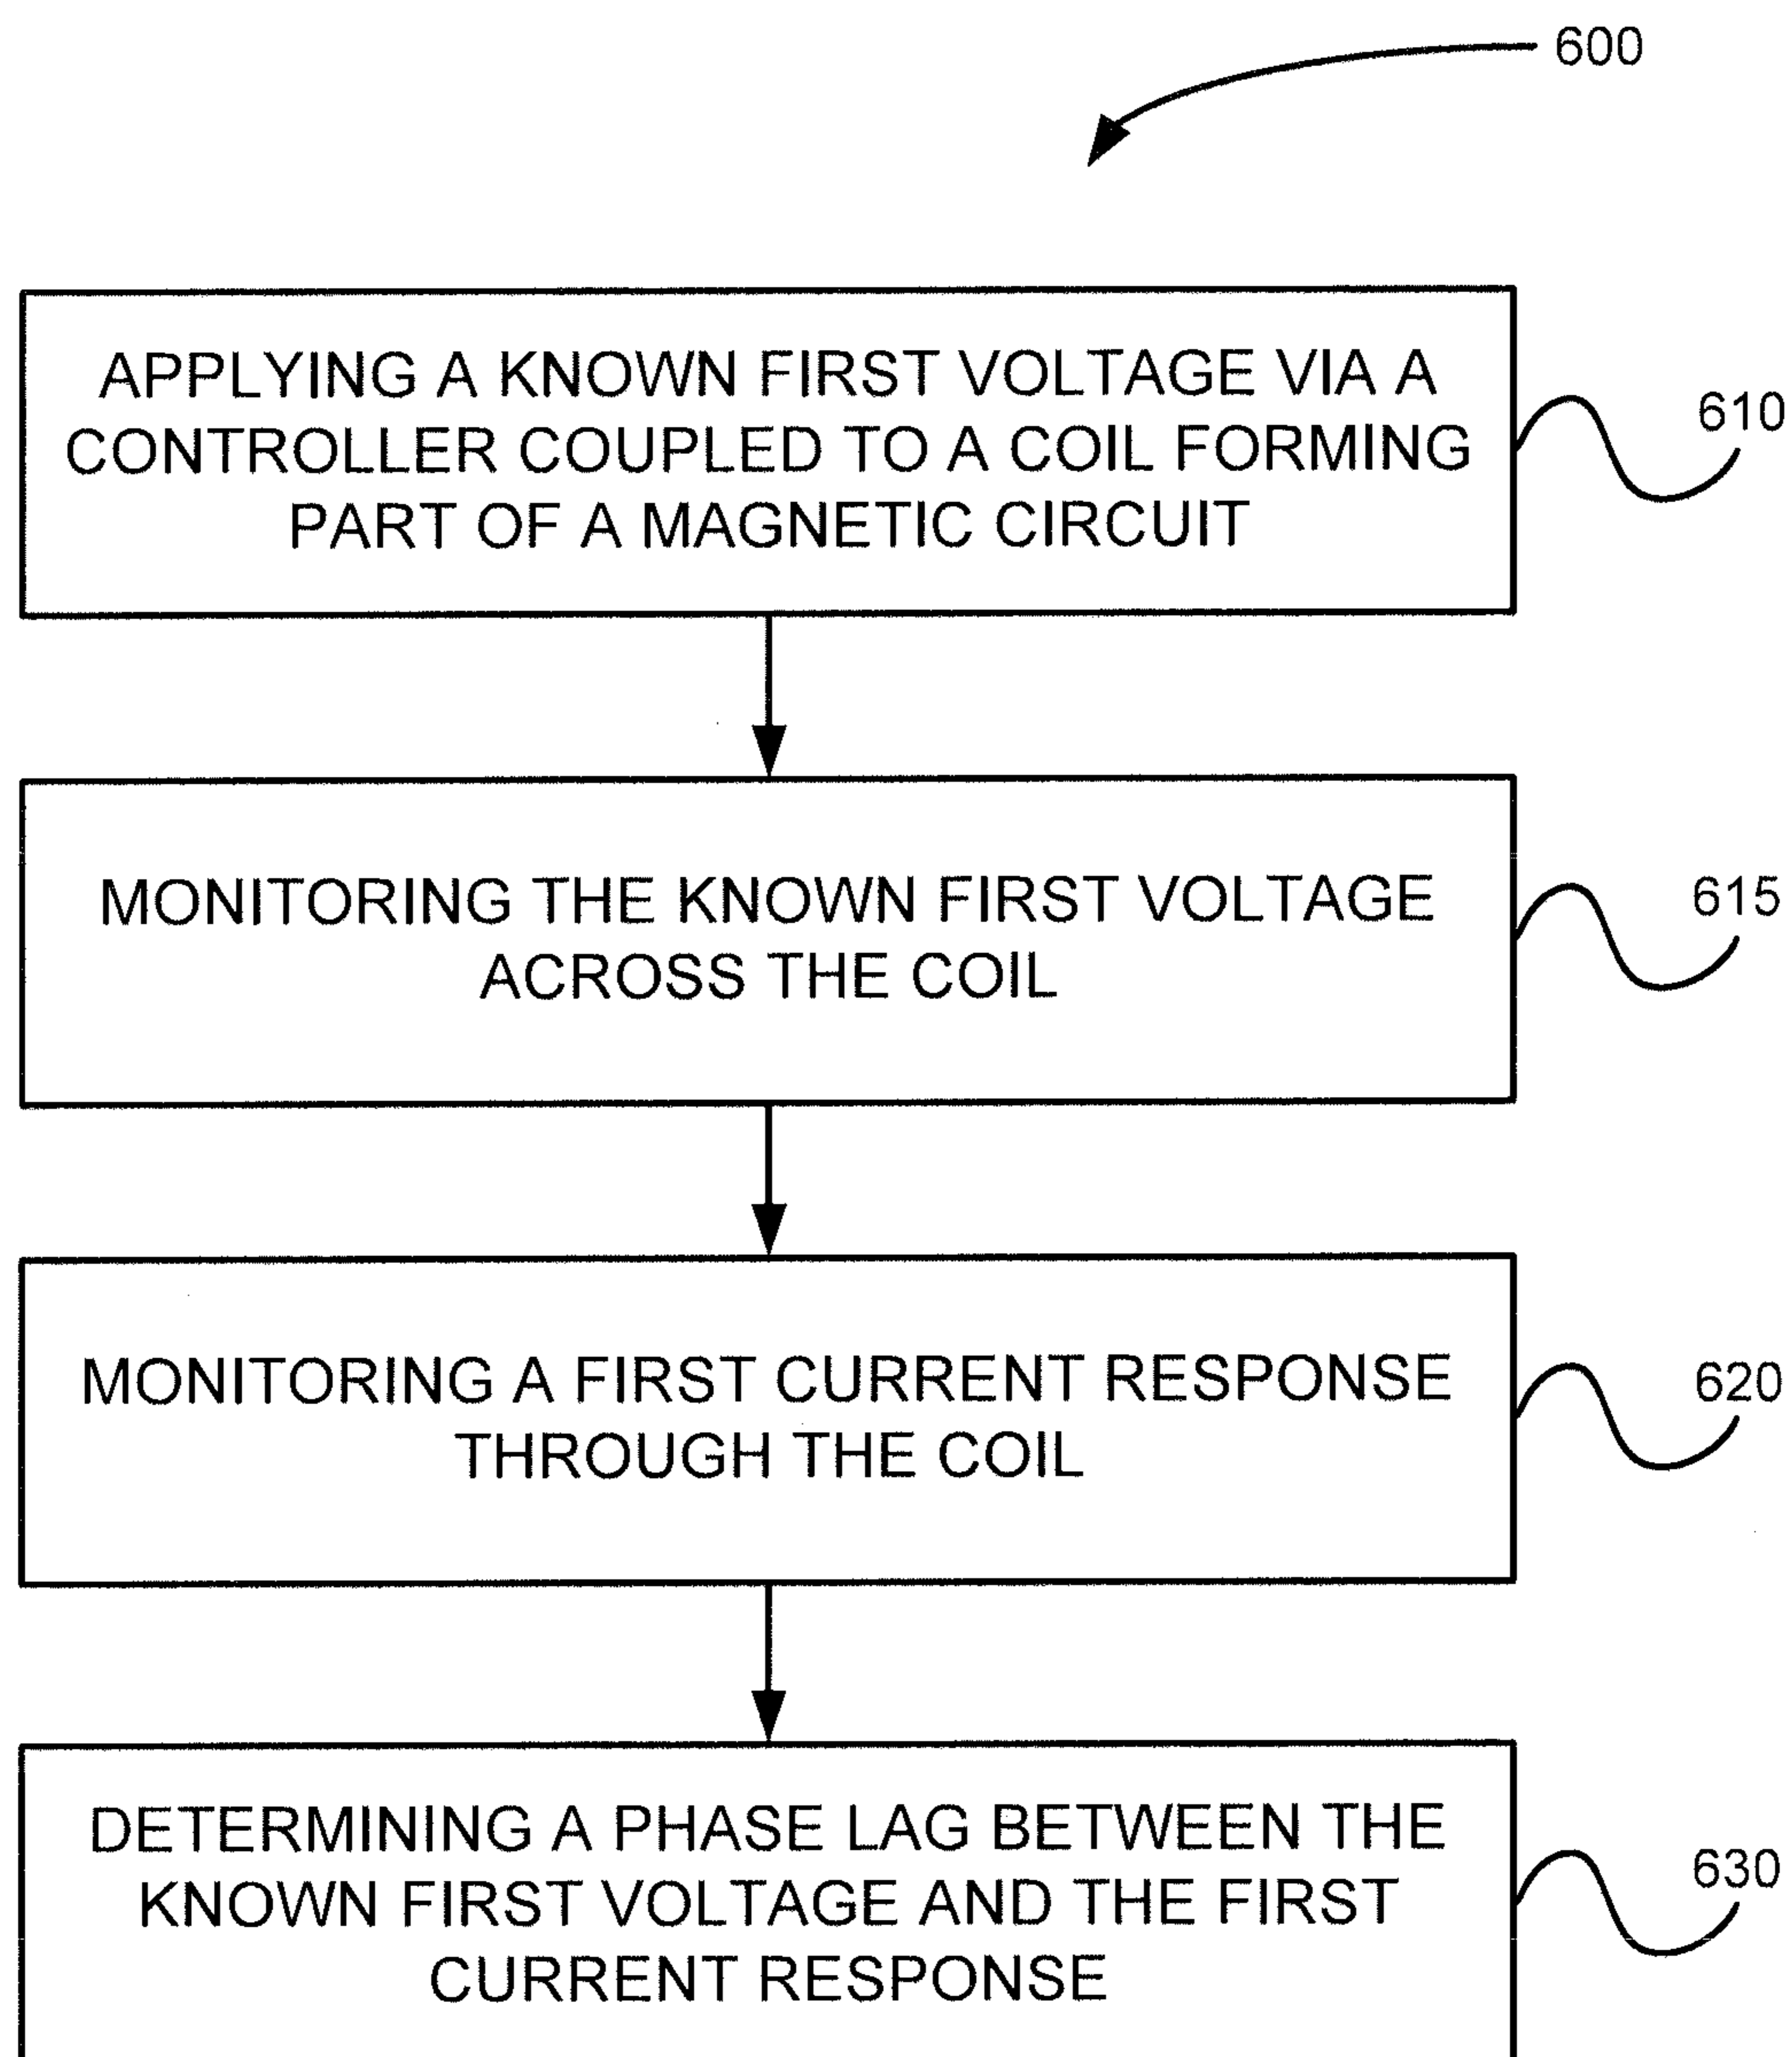 600
APPLYING A KNOWN FIRST VOLTAGE VIA A
CONTROLLER COUPLED TO A COIL FORMING
PART OF A MAGNETIC CIRCUIT
610
MONITORING THE KNOWN FIRST VOLTAGE
ACROSS THE COIL
615
MONITORING A FIRST CURRENT RESPONSE
THROUGH THE COIL
620
DETERMINING A PHASE LAG BETWEEN THE
KNOWN FIRST VOLTAGE AND THE FIRST
CURRENT RESPONSE
630